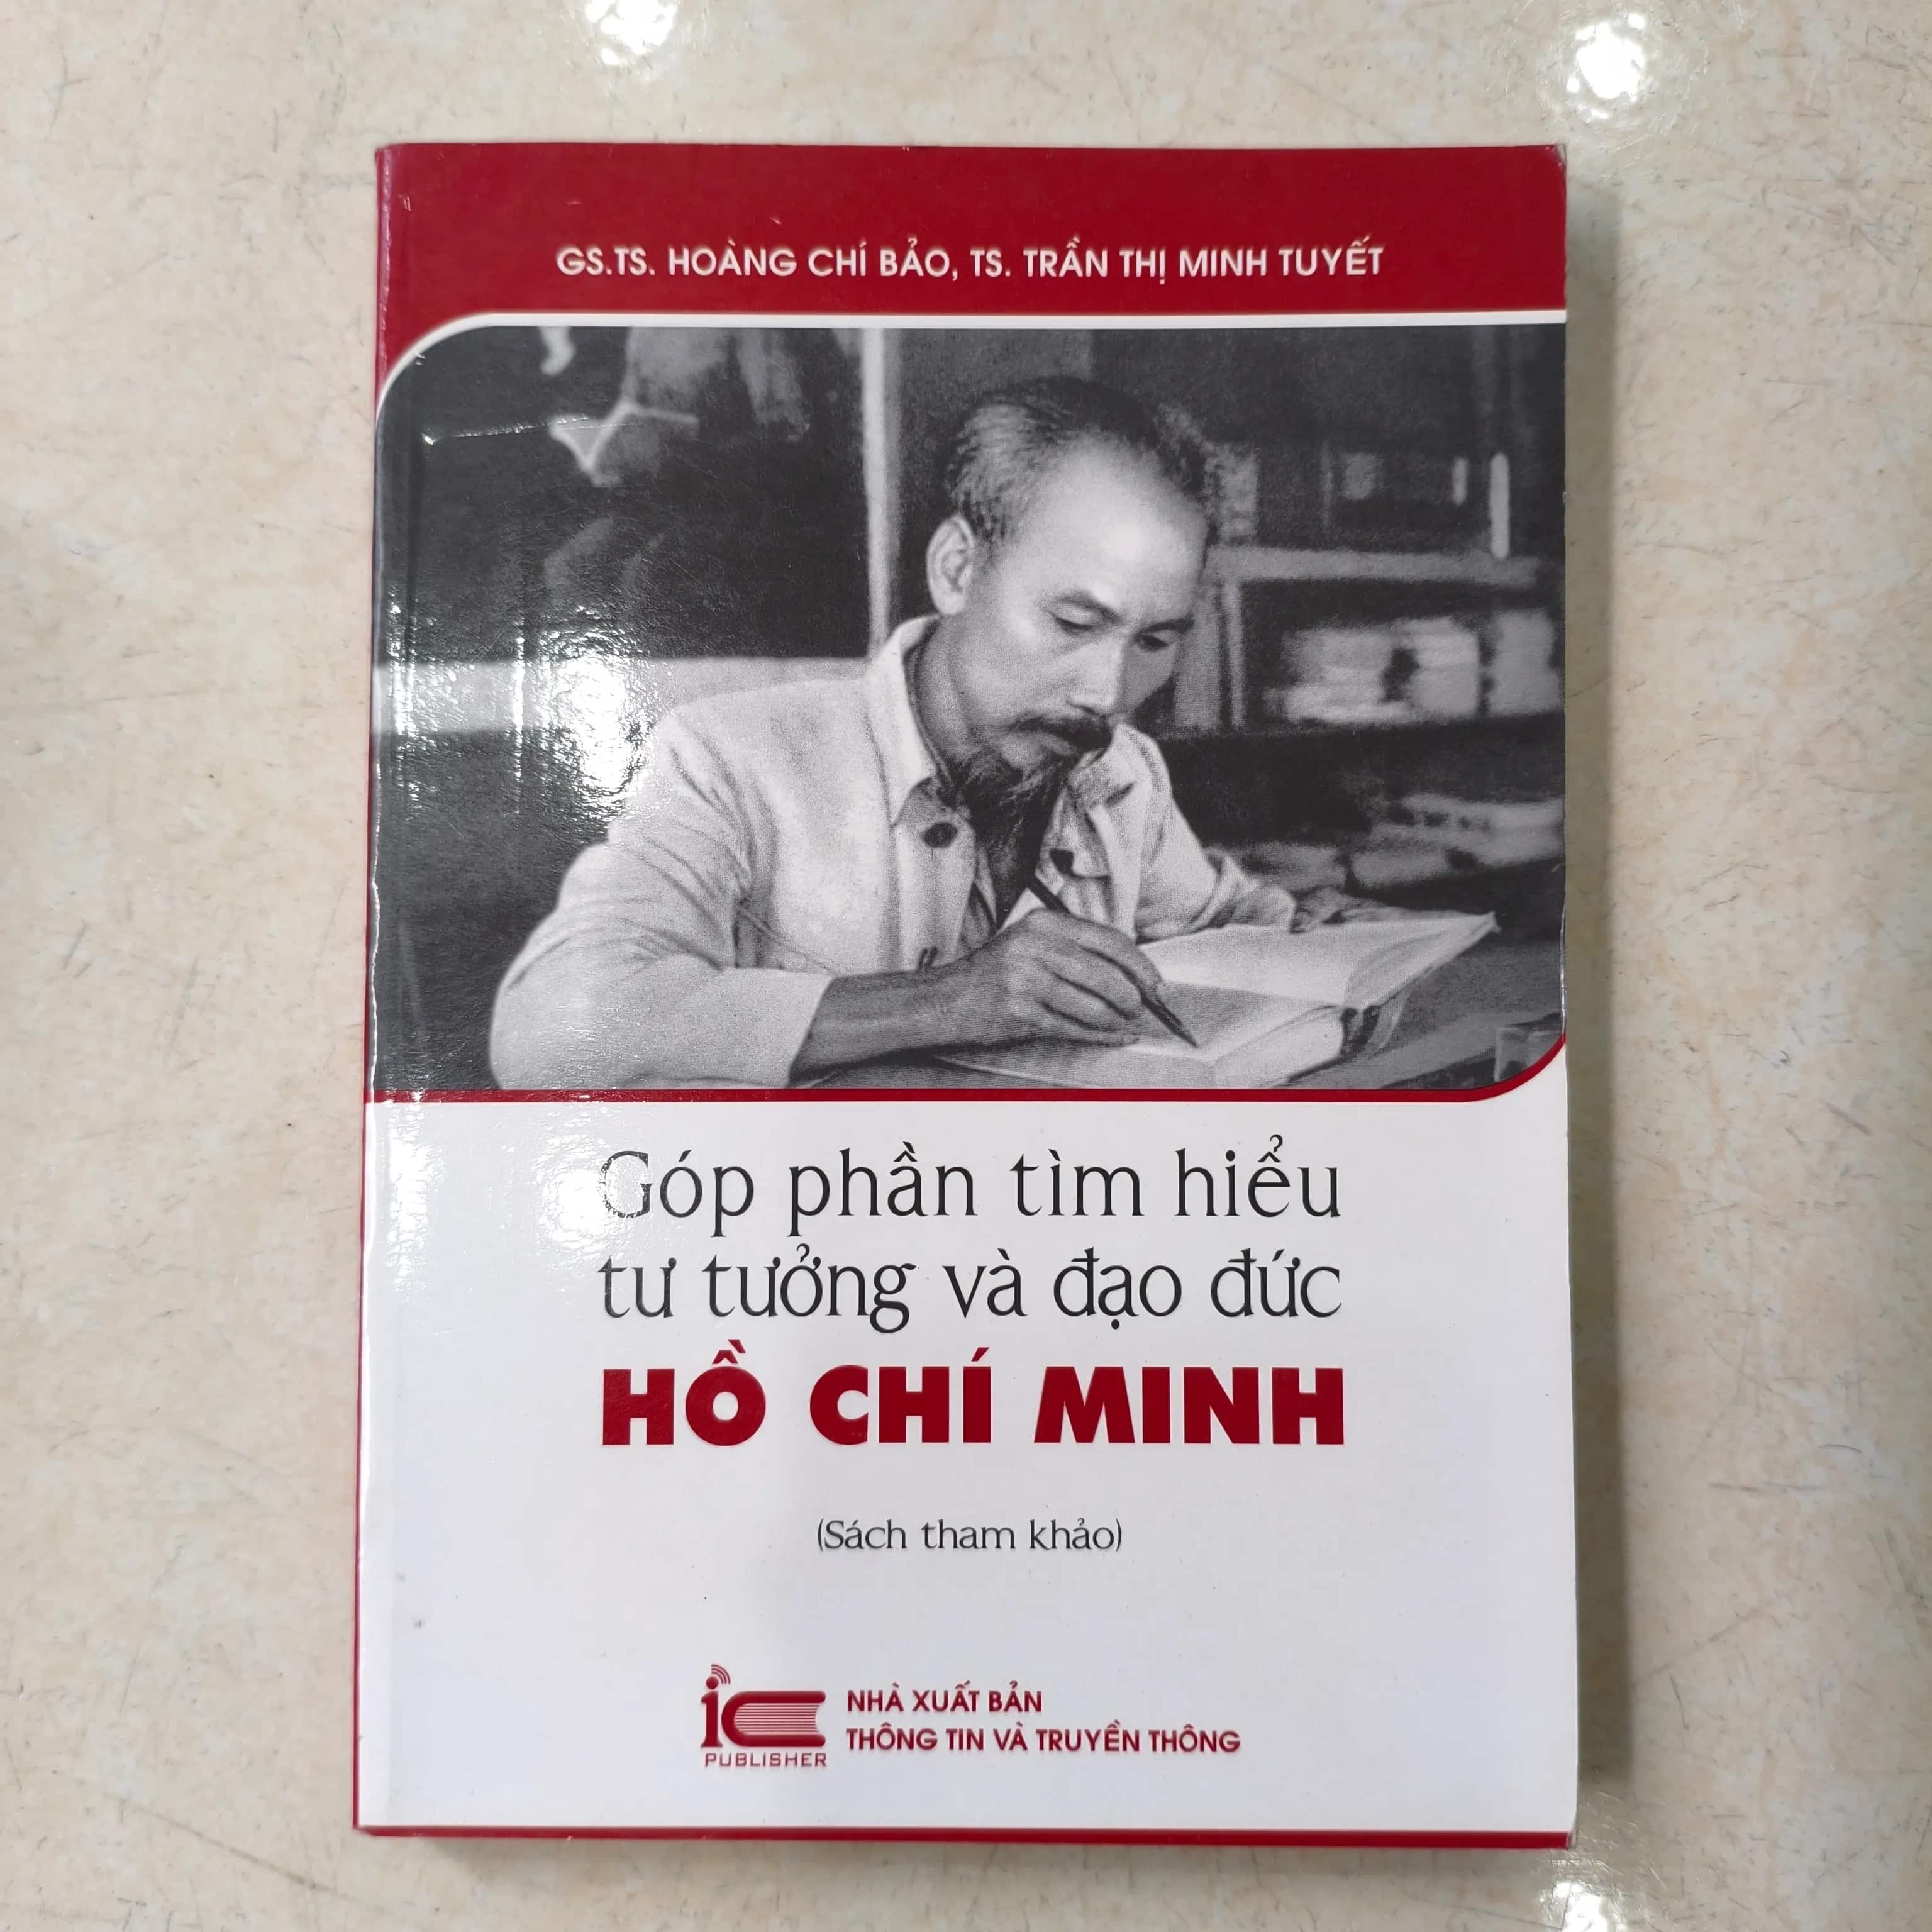 GS.TS. HOÀNG CHÍ BẢO, TS. TRẦN THỊ MINH TUYẾT
Góp phần tìm hiểu
tư tưởng và đạo đức
HỒ CHÍ MINH
(Sách tham khảo)
ic
PUBLISHER
NHÀ XUẤT BẢN
THÔNG TIN VÀ TRUYỀN THÔNG